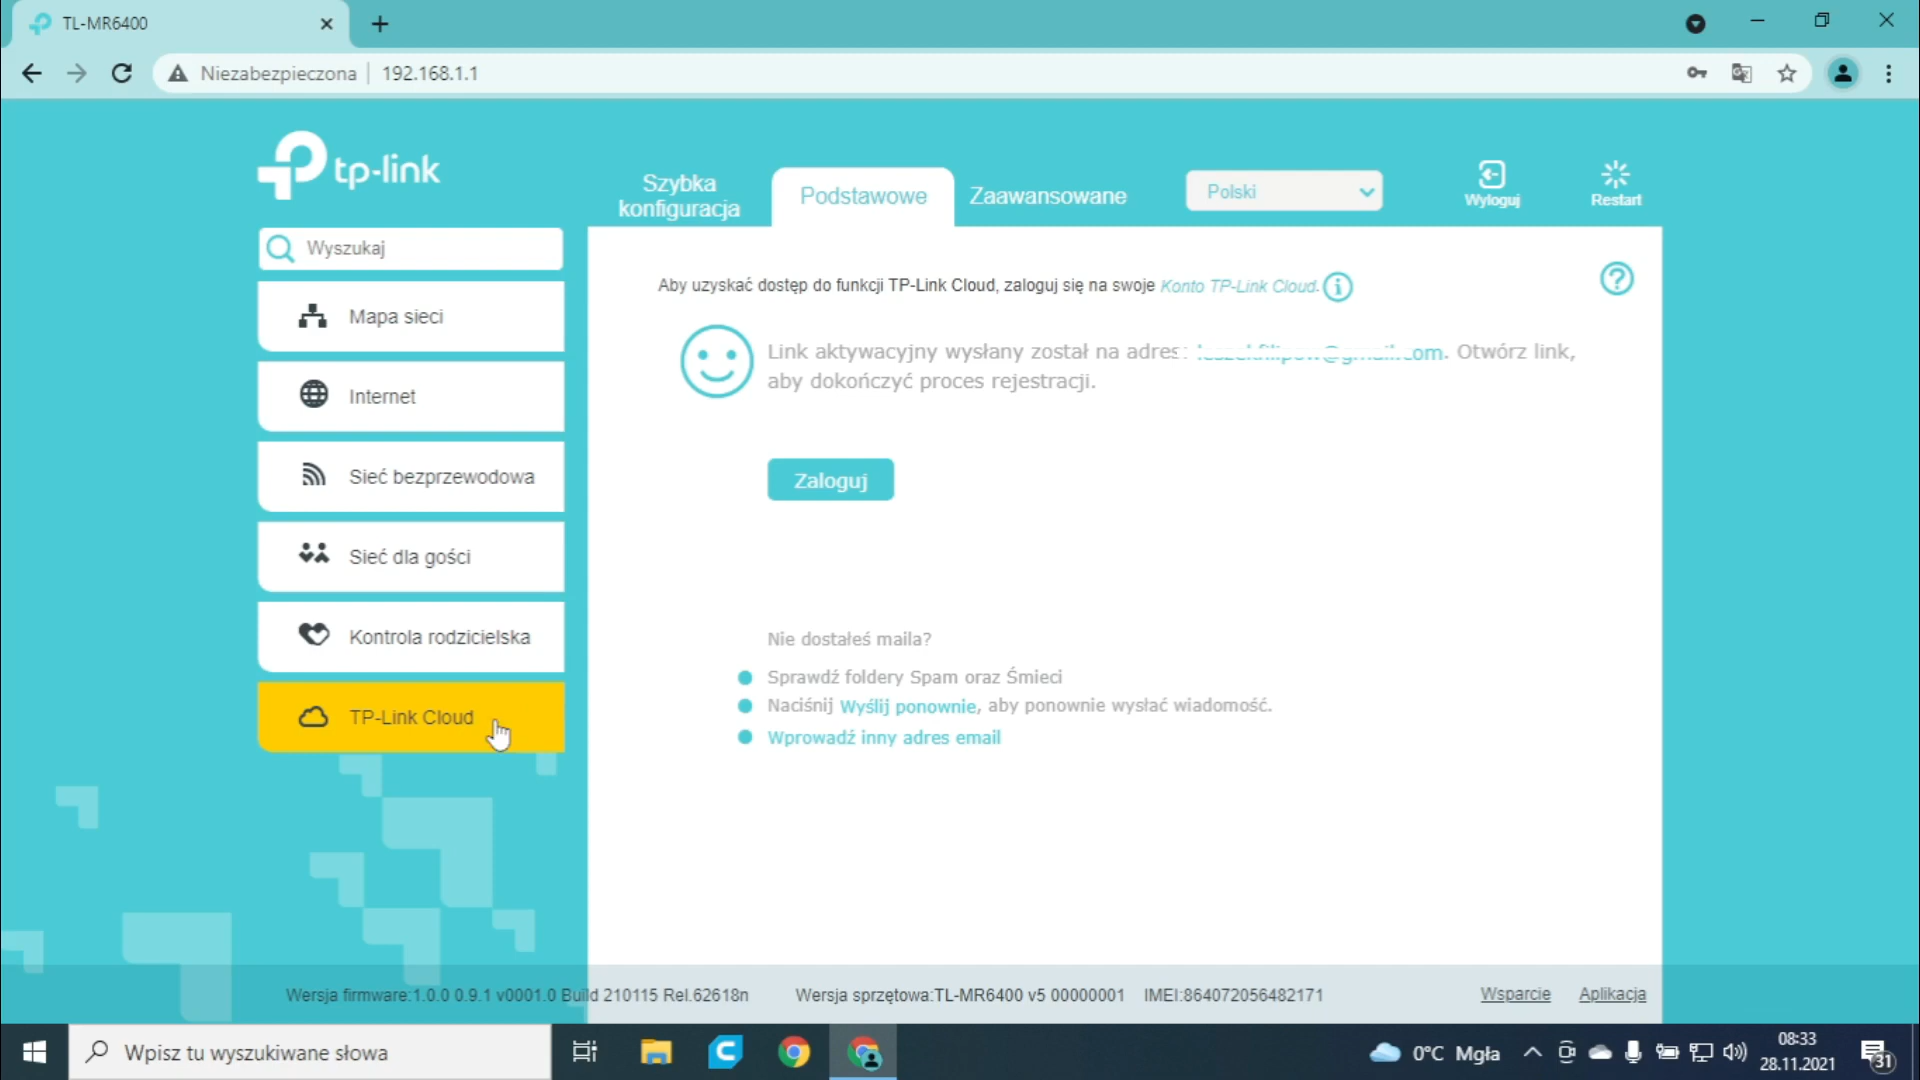 TL-MR6400
Niezabezpieczona
192.168.1.1
tp-link
Szybka
konfiguracja
Podstawowe
Zaawansowane
Polski
Wyloguj
Restart
Wyszukaj
Mapa sieci
Internet
Sieć bezprzewodowa
Sieć dla gości
Kontrola rodzicielska
TP-Link Cloud
Aby uzyskać dostęp do funkcji TP-Link Cloud, zaloguj się na swoje Konto TP-Link Cloud.
Link aktywacyjny wysłany został na adres: Otwórz link,
aby dokończyć proces rejestracji.
Zaloguj
Nie dostałeś maila?
Sprawdź foldery Spam oraz Śmieci
Naciśnij Wyślij ponownie, aby ponownie wysłać wiadomość.
Wprowadź inny adres email
Wersja firmware:1.0.0 0.9.1 v0001.0 Build 210115 Rel.62618n
Wersja sprzętowa:TL-MR6400 v5 00000001
IMEI:864072056482171
Wsparcie
Aplikacja
Wpisz tu wyszukiwane słowa
0°C Mgła
08:33
28.11.2021
31